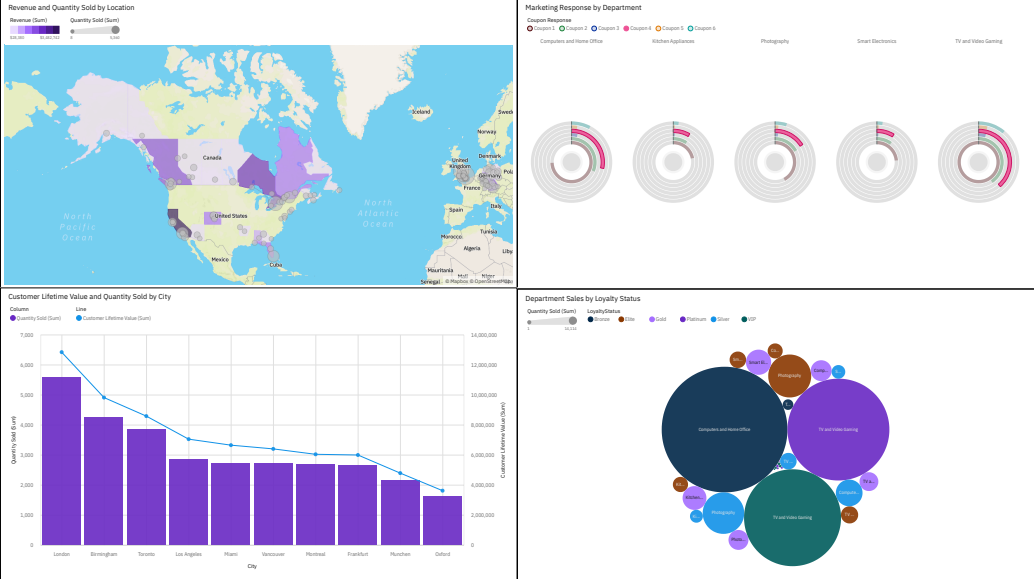 Revenue and Quantity Sold by Location
Revenue (Sum)
Quantity Sold (Sum)
Canada
United States
Mexico
Cuba
North Pacific Ocean
North Atlantic Ocean
Iceland
Norway
United Kingdom
Denmark
Germany
France
Spain
Italy
Morocco
Tunisia
Algeria
Mauritania
Mali
Niger
Senegal
© Mapbox © OpenStreetMap
Marketing Response by Department
Coupon Response
Coupon 1 Coupon 2 Coupon 3 Coupon 4 Coupon 5 Coupon 6
Computers and Home Office
Kitchen Appliances
Photography
Smart Electronics
TV and Video Gaming
Customer Lifetime Value and Quantity Sold by City
Column
Line
Quantity Sold (Sum)
Customer Lifetime Value (Sum)
7,000
6,000
5,000
4,000
3,000
2,000
1,000
0
14,000,000
12,000,000
10,000,000
8,000,000
6,000,000
4,000,000
2,000,000
0
Quantity Sold (Sum)
Customer Lifetime Value (Sum)
London
Birmingham
Toronto
Los Angeles
Miami
Vancouver
Montreal
Frankfurt
Munchen
Oxford
City
Department Sales by Loyalty Status
Quantity Sold (Sum)
LoyaltyStatus
Bronze Elite Gold Platinum Silver VIP
Photography
Computers and Home Office
TV and Video Gaming
Photography
TV and Video Gaming